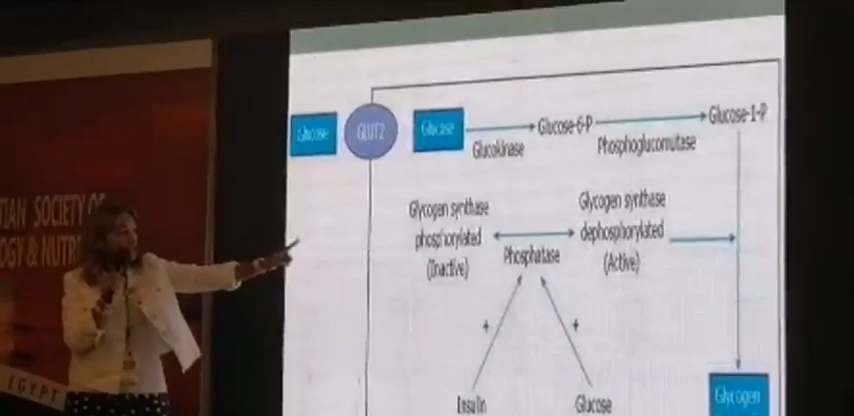 TIAN SOCIETY OF
OGY & NUTRI
EGYPT
Glucose
GLUT2
Glucose
Glucokinase
Glucose-6-P
Phosphoglucomutase
Glucose-1-P
Glycogen synthase
phosphorylated
(Inactive)
Phosphatase
Glycogen synthase
dephosphorylated
(Active)
+
+
Insulin
Glucose
Glycogen